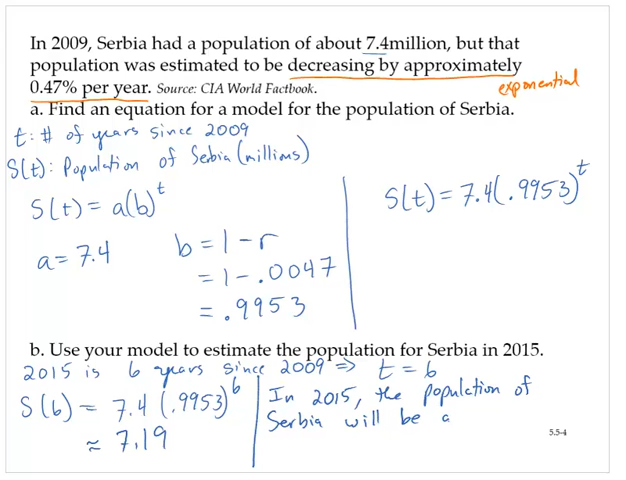 In 2009, Serbia had a population of about 7.4million, but that
population was estimated to be decreasing by approximately
0.47% per year. Source: CIA World Factbook.
exponential
a. Find an equation for a model for the population of Serbia.
t: # of years since 2009
S(t): Population of Sebia (millions)
S(t) = a(b)^t
a = 7.4
b = 1 - r
= 1 - .0047
= .9953
S(t) = 7.4(.9953)^t
b. Use your model to estimate the population for Serbia in 2015.
2015 is 6 years since 2009 ⇒ t = 6
S(6) = 7.4(.9953)^6
≈ 7.19
In 2015, the population of
Serbia will be a
5.5-4